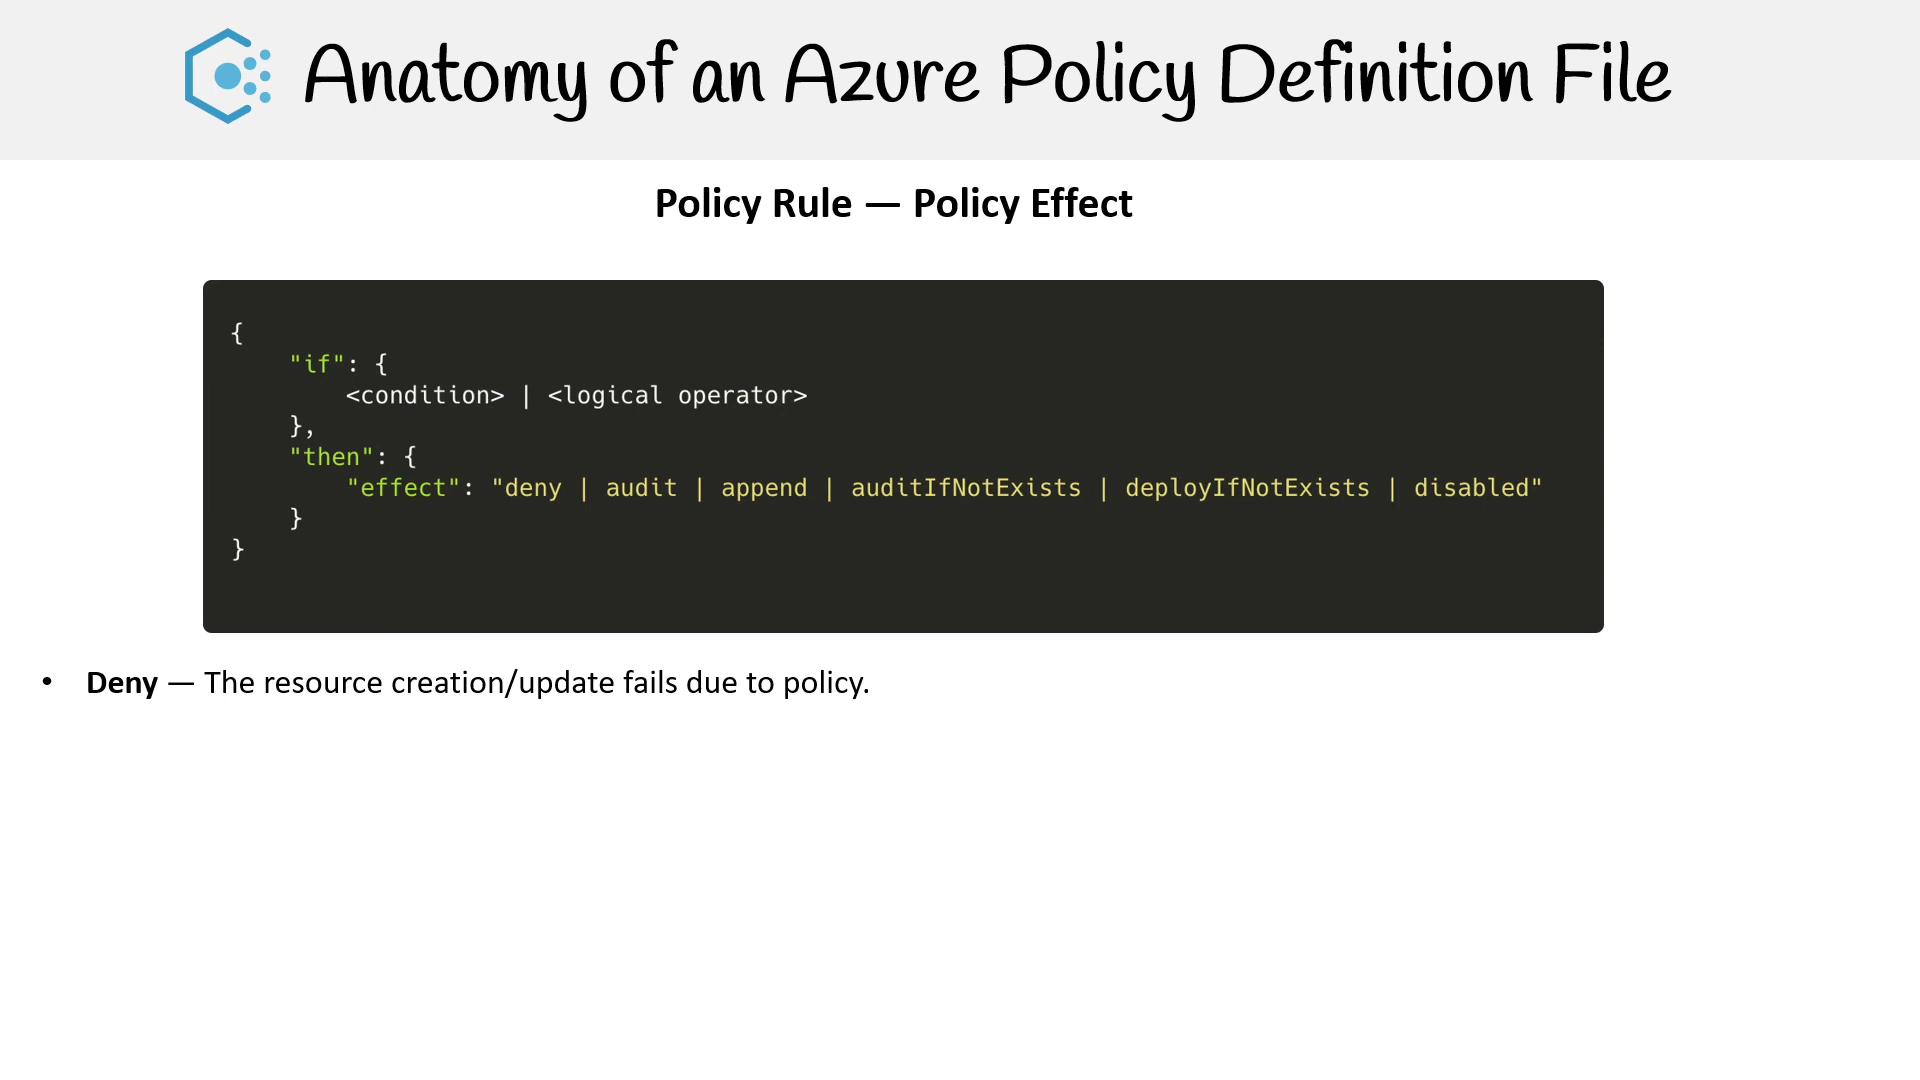 Anatomy of an Azure Policy Definition File
Policy Rule — Policy Effect
{
    "if": {
        <condition> | <logical operator>
    },
    "then": {
        "effect": "deny | audit | append | auditIfNotExists | deployIfNotExists | disabled"
    }
}
• Deny — The resource creation/update fails due to policy.